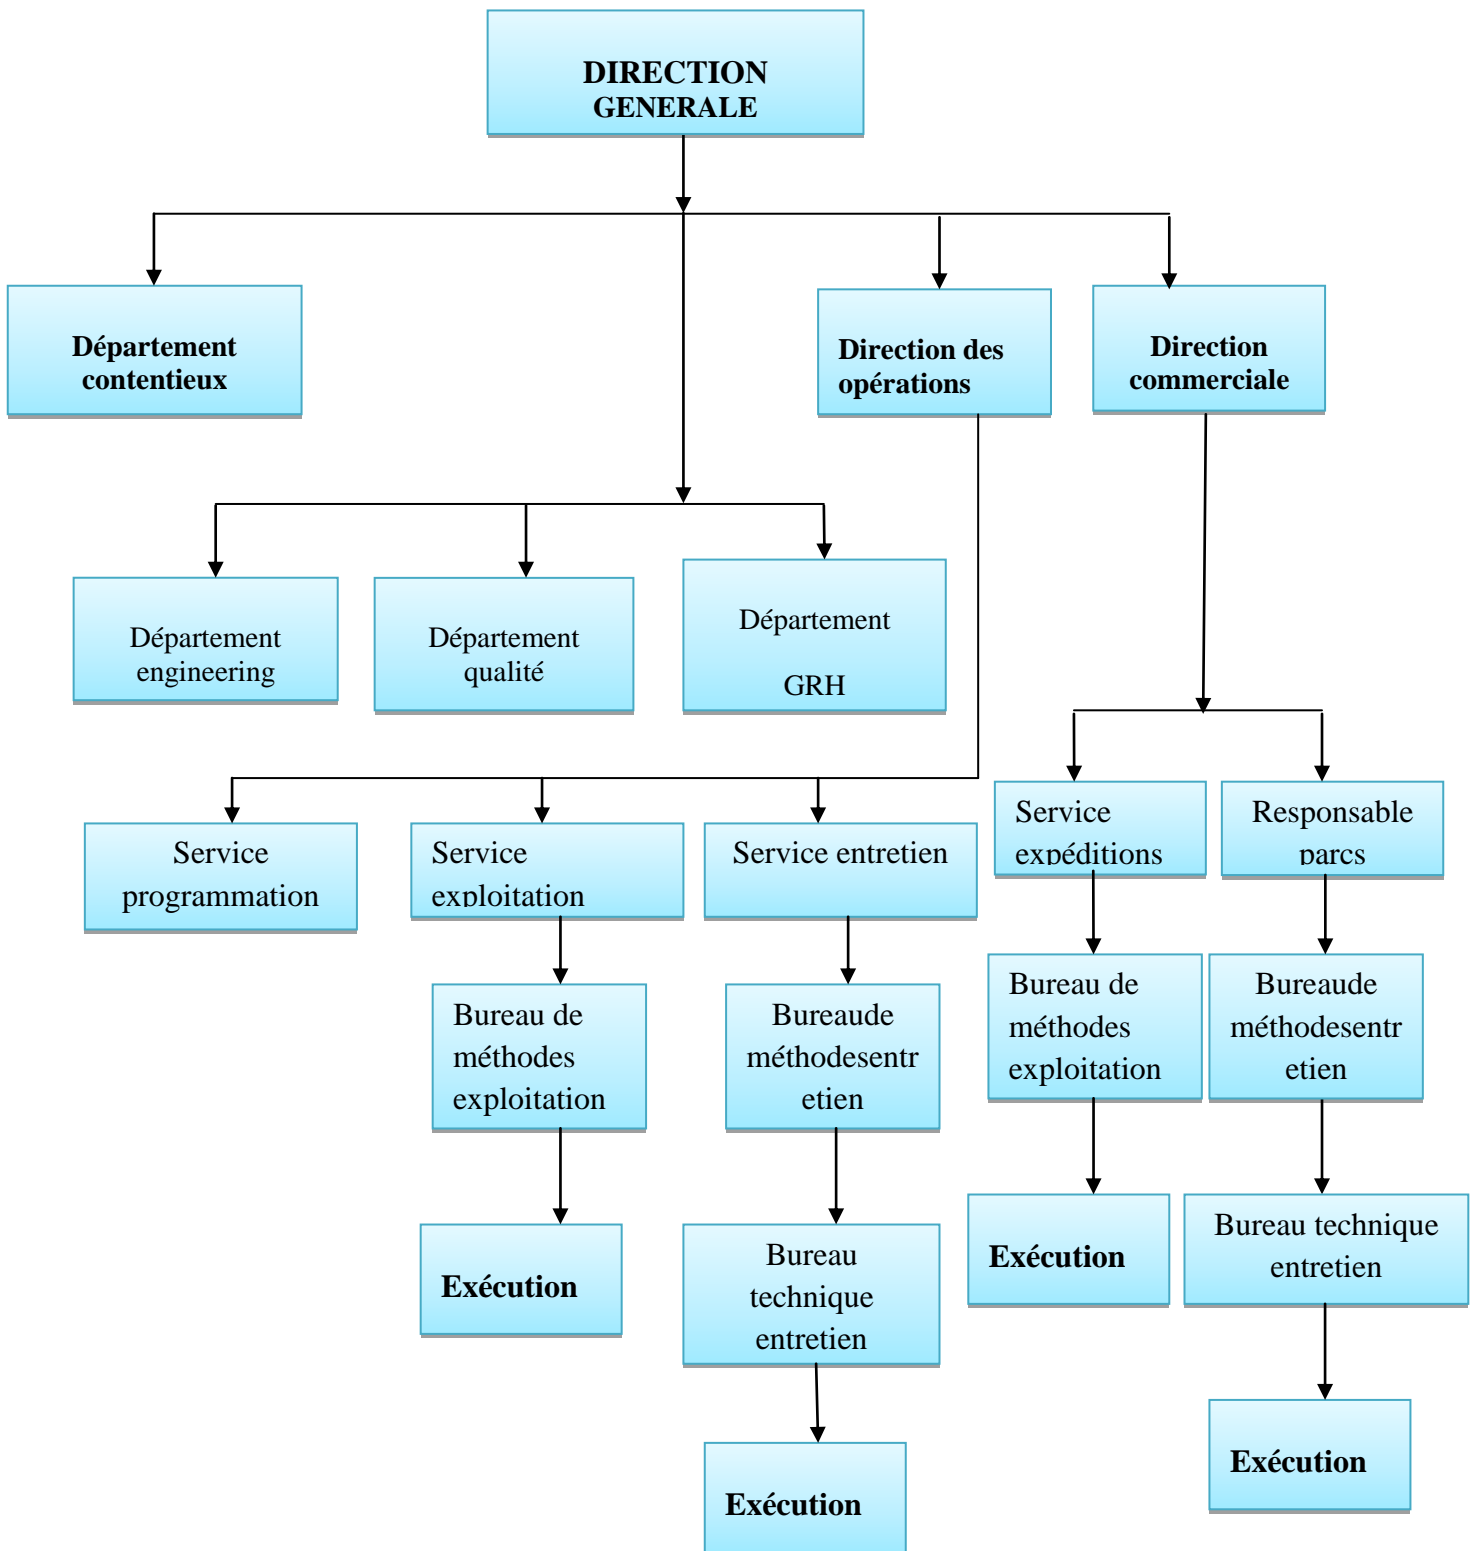 DIRECTION
GENERALE
Département
contentieux
Direction des
opérations
Direction
commerciale
Département
engineering
Département
qualité
Département
GRH
Service
programmation
Service
exploitation
Service entretien
Service
expéditions
Responsable
parcs
Bureau de
méthodes
exploitation
Bureaude
méthodesentr
etien
Bureau de
méthodes
exploitation
Bureaude
méthodesentr
etien
Exécution
Bureau
technique
entretien
Exécution
Bureau technique
entretien
Exécution
Exécution